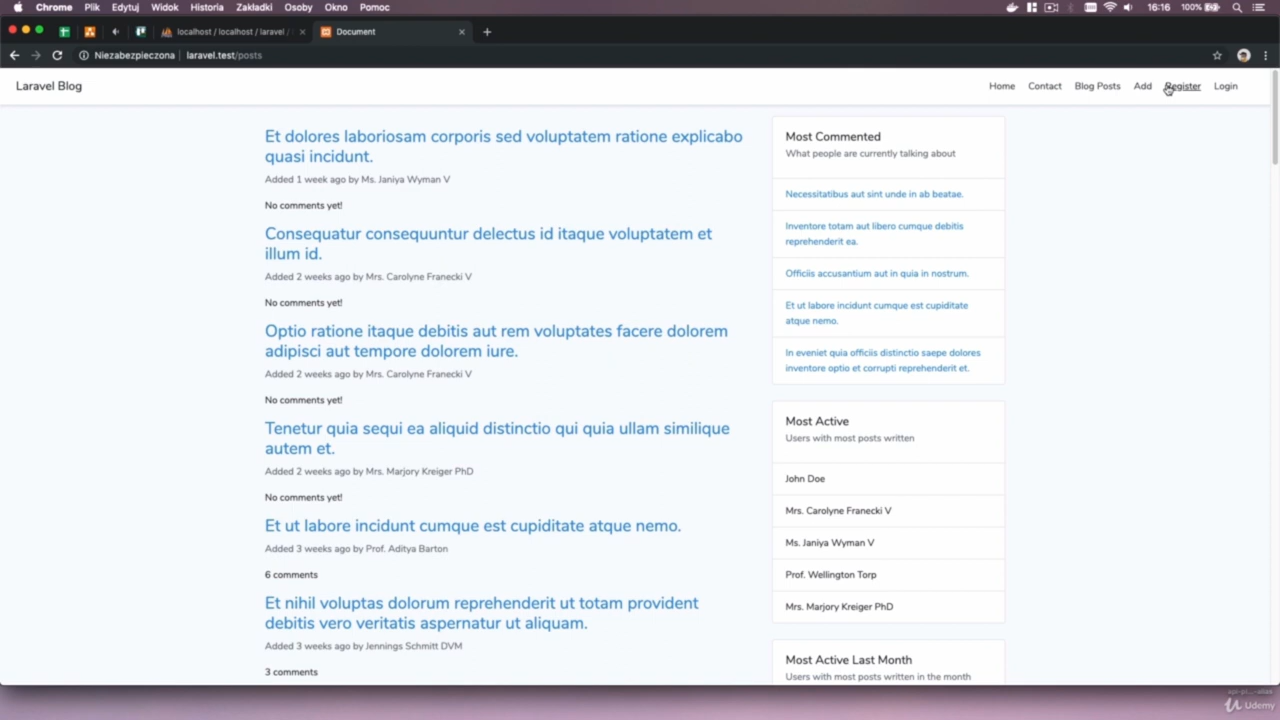 Chrome Plik Edytuj Widok Historia Zakładki Osoby Okno Pomoc 16:16 100%
localhost / localhost / laravel / Document
Niezabezpieczona laravel.test/posts
Laravel Blog Home Contact Blog Posts Add Register Login
Et dolores laboriosam corporis sed voluptatem ratione explicabo
quasi incidunt.
Added 1 week ago by Ms. Janiya Wyman V
No comments yet!
Consequatur consequuntur delectus id itaque voluptatem et
illum id.
Added 2 weeks ago by Mrs. Carolyne Franecki V
No comments yet!
Optio ratione itaque debitis aut rem voluptates facere dolorem
adipisci aut tempore dolorem iure.
Added 2 weeks ago by Mrs. Carolyne Franecki V
No comments yet!
Tenetur quia sequi ea aliquid distinctio qui quia ullam similique
autem et.
Added 2 weeks ago by Mrs. Marjory Kreiger PhD
No comments yet!
Et ut labore incidunt cumque est cupiditate atque nemo.
Added 3 weeks ago by Prof. Aditya Barton
6 comments
Et nihil voluptas dolorum reprehenderit ut totam provident
debitis vero veritatis aspernatur ut aliquam.
Added 3 weeks ago by Jennings Schmitt DVM
3 comments
Most Commented
What people are currently talking about
Necessitatibus aut sint unde in ab beatae.
Inventore totam aut libero cumque debitis
reprehenderit ea.
Officiis accusantium aut in quia in nostrum.
Et ut labore incidunt cumque est cupiditate
atque nemo.
In eveniet quia officiis distinctio saepe dolores
inventore optio et corrupti reprehenderit et.
Most Active
Users with most posts written
John Doe
Mrs. Carolyne Franecki V
Ms. Janiya Wyman V
Prof. Wellington Torp
Mrs. Marjory Kreiger PhD
Most Active Last Month
Users with most posts written in the month
Udemy